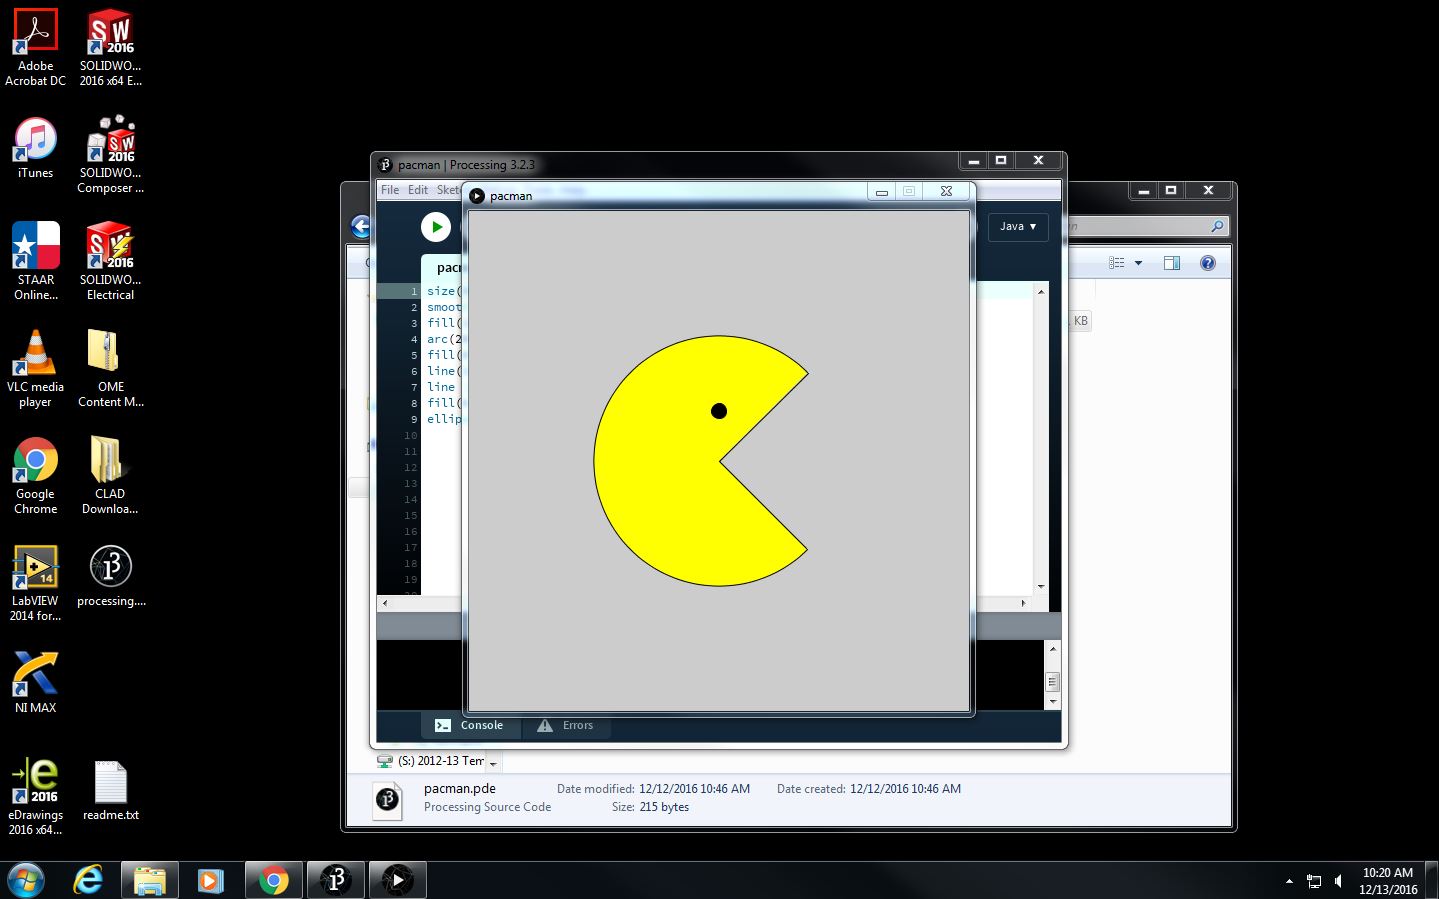 Adobe
Acrobat DC
SOLIDWO...
2016 x64 E...
iTunes
SOLIDWO...
Composer ...
STAAR
Online...
SOLIDWO...
Electrical
VLC media
player
OME
Content M...
Google
Chrome
CLAD
Downloa...
LabVIEW
2014 for...
processing....
NI MAX
eDrawings
2016 x64...
readme.txt
pacman | Processing 3.2.3
File Edit Sket
pacman
Java ▾
1 size(
2 smoot
3 fill(
4 arc(2
5 fill(
6 line(
7 line
8 fill(
9 ellip
10
11
12
13
14
15
16
17
18
19
KB
Console
Errors
(S:) 2012-13 Tem
pacman.pde Date modified: 12/12/2016 10:46 AM Date created: 12/12/2016 10:46 AM
Processing Source Code Size: 215 bytes
10:20 AM
12/13/2016